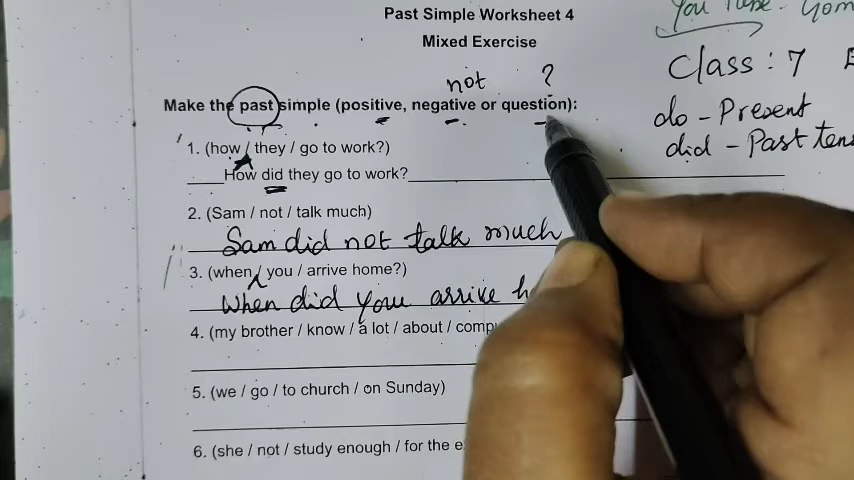 Past Simple Worksheet 4
You Tube
Mixed Exercise
Class : 7
not ?
Make the past simple (positive, negative or question):
do - Present
did - Past
1. (how / they / go to work?)
How did they go to work?
2. (Sam / not / talk much)
Sam did not talk much
3. (when / you / arrive home?)
When did you arrive
4. (my brother / know / a lot / about /
5. (we / go / to church / on Sunday)
6. (she / not / study enough / for the